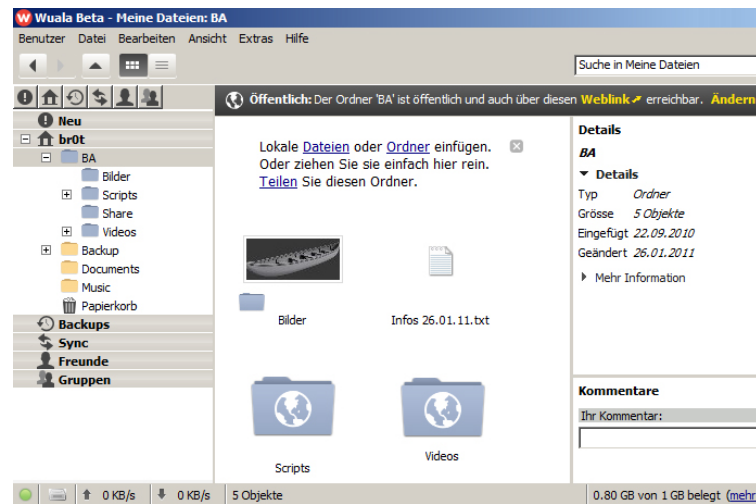 Wuala Beta - Meine Dateien: BA
Benutzer Datei Bearbeiten Ansicht Extras Hilfe
Suche in Meine Dateien
Öffentlich: Der Ordner 'BA' ist öffentlich und auch über diesen Weblink erreichbar. Ändern
Neu
br0t
BA
Bilder
Scripts
Share
Videos
Backup
Documents
Music
Papierkorb
Backups
Sync
Freunde
Gruppen
Lokale Dateien oder Ordner einfügen.
Oder ziehen Sie sie einfach hier rein.
Teilen Sie diesen Ordner.
Bilder
Infos 26.01.11.txt
Scripts
Videos
Details
BA
Details
Typ Ordner
Grösse 5 Objekte
Eingefügt 22.09.2010
Geändert 26.01.2011
Mehr Information
Kommentare
Ihr Kommentar:
0 KB/s 0 KB/s 5 Objekte 0.80 GB von 1 GB belegt (mehr